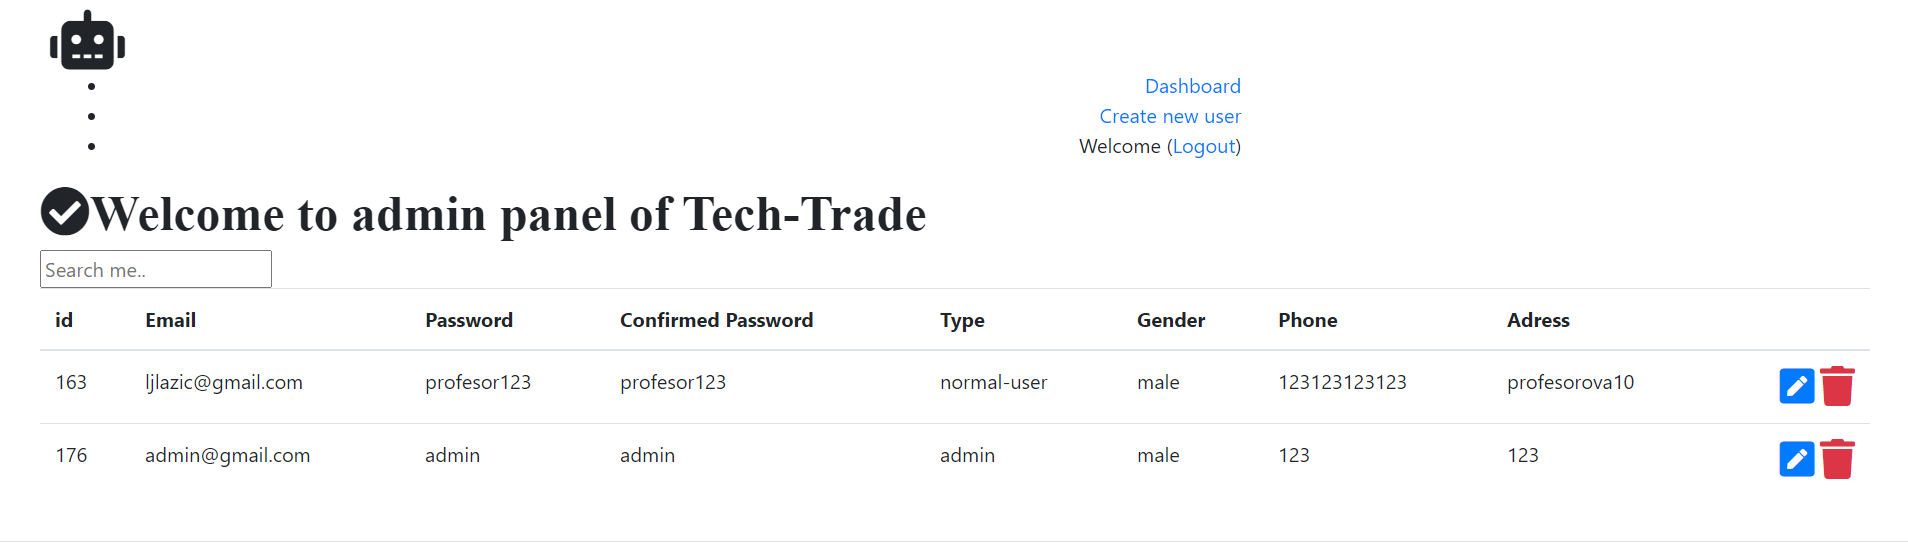 Dashboard
Create new user
Welcome (Logout)
Welcome to admin panel of Tech-Trade
Search me..
id Email Password Confirmed Password Type Gender Phone Adress
163 ljlazic@gmail.com profesor123 profesor123 normal-user male 123123123123 profesorova10
176 admin@gmail.com admin admin admin male 123 123